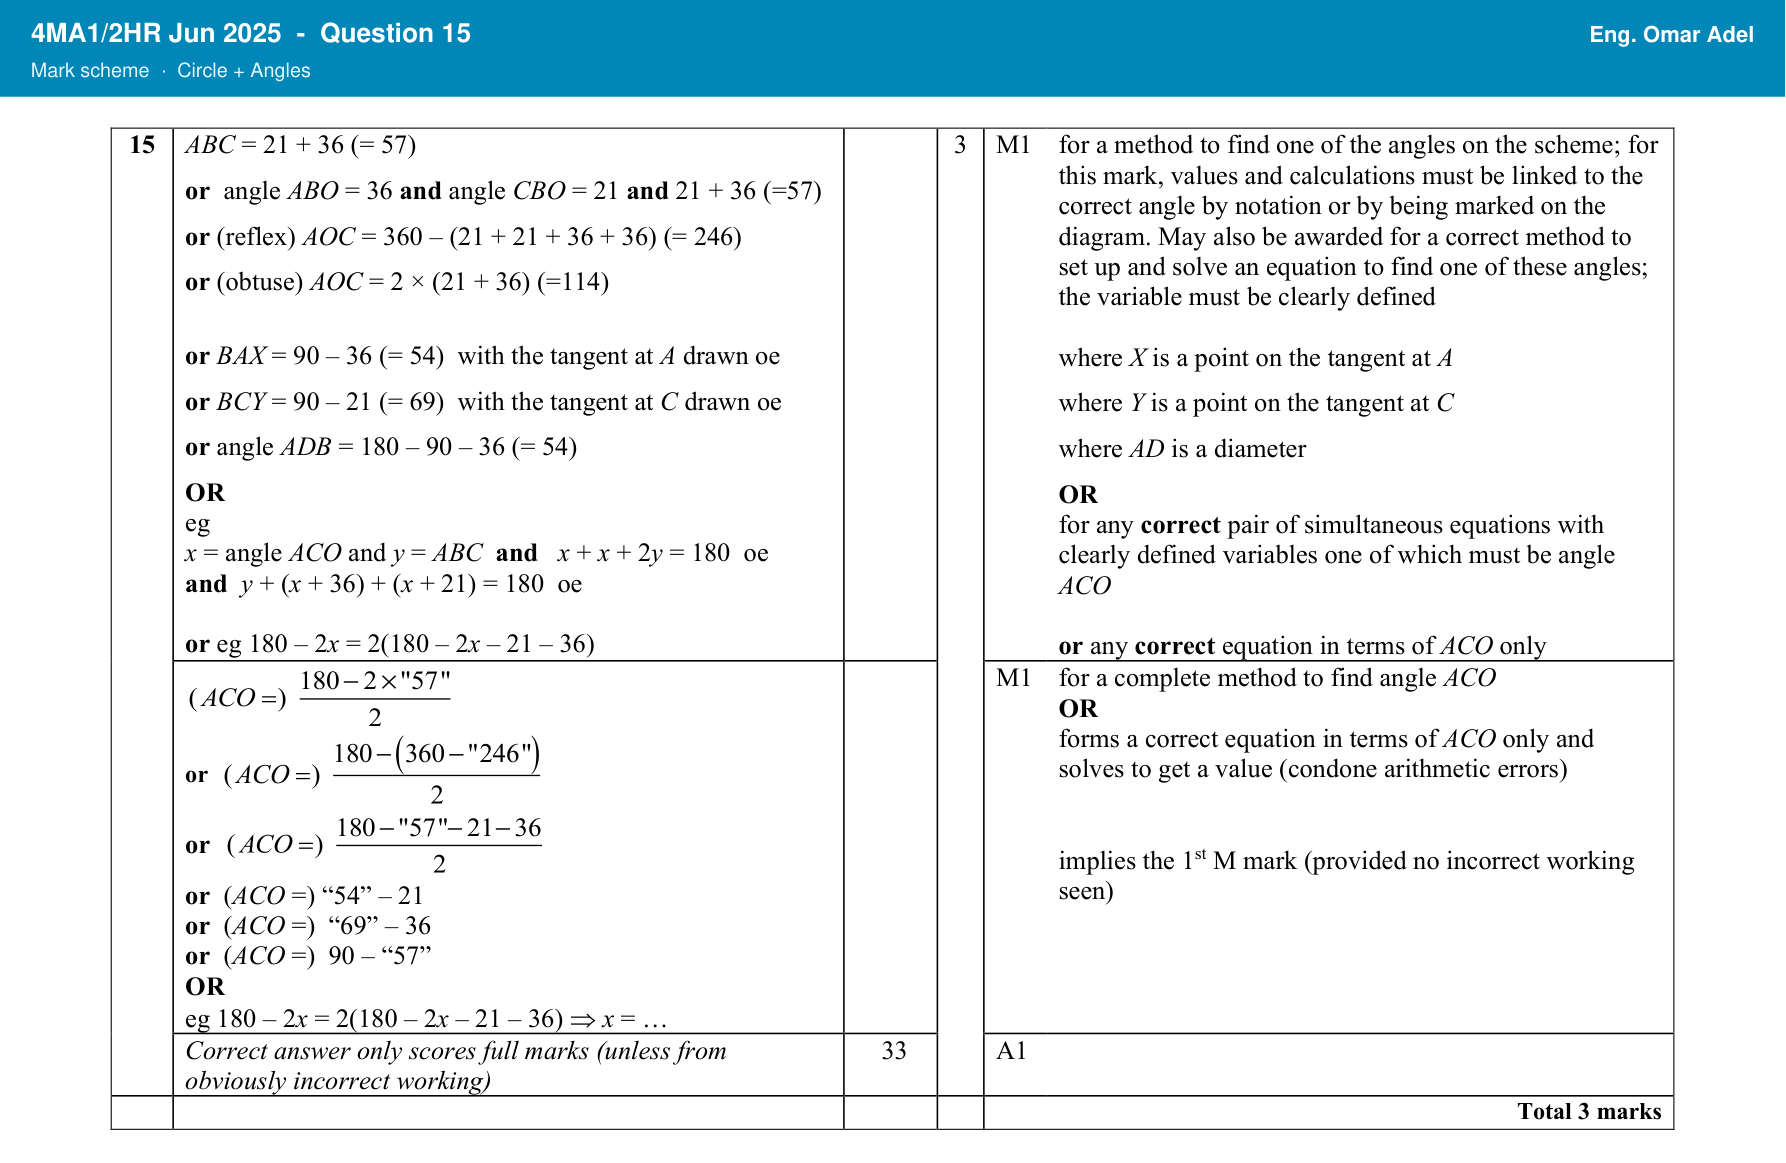 4MA1/2HR Jun 2025 - Question 15
Eng. Omar Adel
Mark scheme · Circle + Angles
15
ABC = 21 + 36 (= 57)
or angle ABO = 36 and angle CBO = 21 and 21 + 36 (=57)
or (reflex) AOC = 360 – (21 + 21 + 36 + 36) (= 246)
or (obtuse) AOC = 2 × (21 + 36) (=114)
or BAX = 90 – 36 (= 54) with the tangent at A drawn oe
or BCY = 90 – 21 (= 69) with the tangent at C drawn oe
or angle ADB = 180 – 90 – 36 (= 54)
OR
eg
x = angle ACO and y = ABC and x + x + 2y = 180 oe
and y + (x + 36) + (x + 21) = 180 oe
or eg 180 – 2x = 2(180 – 2x – 21 – 36)
3
M1
for a method to find one of the angles on the scheme; for
this mark, values and calculations must be linked to the
correct angle by notation or by being marked on the
diagram. May also be awarded for a correct method to
set up and solve an equation to find one of these angles;
the variable must be clearly defined
where X is a point on the tangent at A
where Y is a point on the tangent at C
where AD is a diameter
OR
for any correct pair of simultaneous equations with
clearly defined variables one of which must be angle
ACO
or any correct equation in terms of ACO only
(ACO =) 180 – 2 × "57"
2
or (ACO =) 180 – (360 – "246")
2
or (ACO =) 180 – "57" – 21 – 36
2
or (ACO =) “54” – 21
or (ACO =) “69” – 36
or (ACO =) 90 – “57”
OR
eg 180 – 2x = 2(180 – 2x – 21 – 36) ⇒ x = …
M1
for a complete method to find angle ACO
OR
forms a correct equation in terms of ACO only and
solves to get a value (condone arithmetic errors)
implies the 1st M mark (provided no incorrect working
seen)
Correct answer only scores full marks (unless from
obviously incorrect working)
33
A1
Total 3 marks